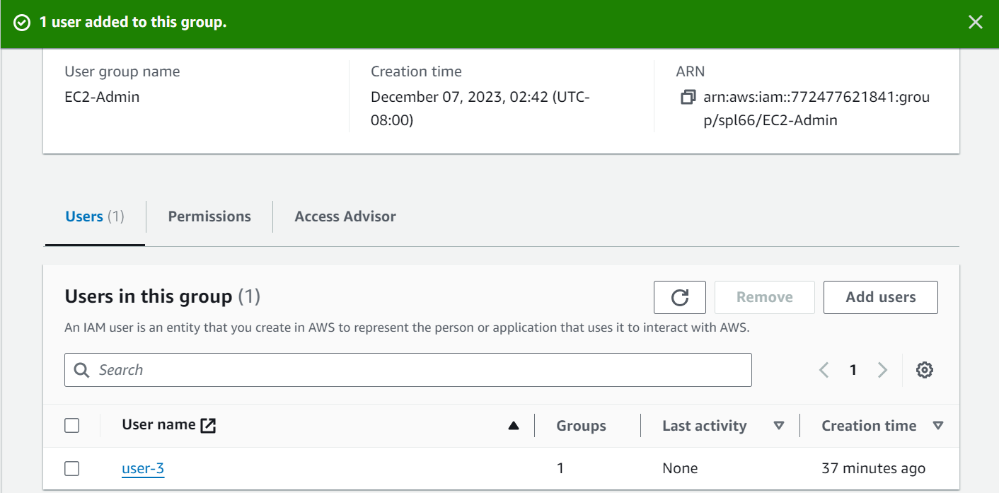 1 user added to this group.
User group name
EC2-Admin
Creation time
December 07, 2023, 02:42 (UTC-
08:00)
ARN
arn:aws:iam::772477621841:grou
p/spl66/EC2-Admin
Users (1)
Permissions
Access Advisor
Users in this group (1)
Remove
Add users
An IAM user is an entity that you create in AWS to represent the person or application that uses it to interact with AWS.
Search
1
User name
Groups
Last activity
Creation time
user-3
1
None
37 minutes ago